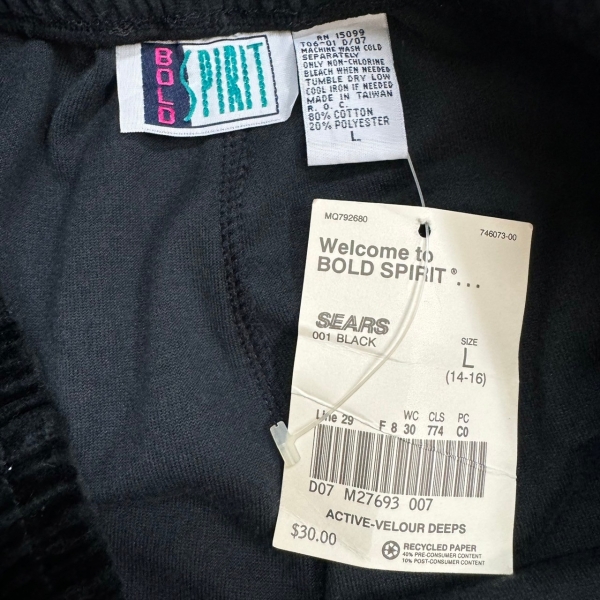 BOLD
SPIRIT
RN 15099
T06-01 D/07
MACHINE WASH COLD
SEPARATELY
ONLY NON-CHLORINE
BLEACH WHEN NEEDED
TUMBLE DRY LOW
COOL IRON IF NEEDED
MADE IN TAIWAN
R. O. C.
80% COTTON
20% POLYESTER
L
MQ792680 746073-00
Welcome to
BOLD SPIRIT®...
SEARS
001 BLACK
SIZE
L
(14-16)
WC CLS PC
Line 29 F 8 30 774 C0
D07 M27693 007
ACTIVE-VELOUR DEEPS
$30.00
RECYCLED PAPER
40% PRE-CONSUMER CONTENT
10% POST-CONSUMER CONTENT